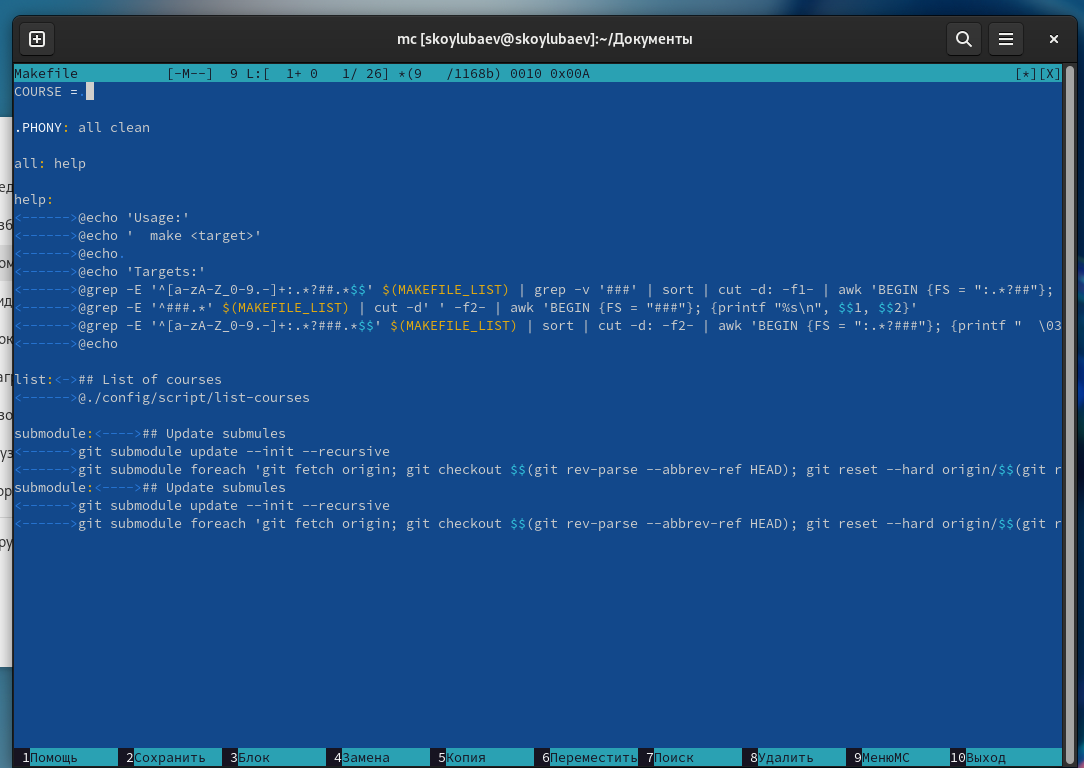 mc [skoylubaev@skoylubaev]:~/Документы
Makefile [-M--] 9 L:[ 1+ 0 1/ 26] *(9 /1168b) 0010 0x00A [*][X]
COURSE =.
.PHONY: all clean
all: help
help:
<------>@echo 'Usage:'
<------>@echo '  make <target>'
<------>@echo.
<------>@echo 'Targets:'
<------>@grep -E '^[a-zA-Z_0-9.-]+:.*?##.*$$' $(MAKEFILE_LIST) | grep -v '###' | sort | cut -d: -f1- | awk 'BEGIN {FS = ":.*?##"};
<------>@grep -E '^###.*' $(MAKEFILE_LIST) | cut -d' ' -f2- | awk 'BEGIN {FS = "###"}; {printf "%s\n", $$1, $$2}'
<------>@grep -E '^[a-zA-Z_0-9.-]+:.*?###.*$$' $(MAKEFILE_LIST) | sort | cut -d: -f2- | awk 'BEGIN {FS = ":.*?###"}; {printf "  \03
<------>@echo
list:<->## List of courses
<------>@./config/script/list-courses
submodule:<---->## Update submules
<------>git submodule update --init --recursive
<------>git submodule foreach 'git fetch origin; git checkout $$(git rev-parse --abbrev-ref HEAD); git reset --hard origin/$$(git r
submodule:<---->## Update submules
<------>git submodule update --init --recursive
<------>git submodule foreach 'git fetch origin; git checkout $$(git rev-parse --abbrev-ref HEAD); git reset --hard origin/$$(git r
1Помощь 2Сохранить 3Блок 4Замена 5Копия 6Переместить 7Поиск 8Удалить 9МенюМС 10Выход